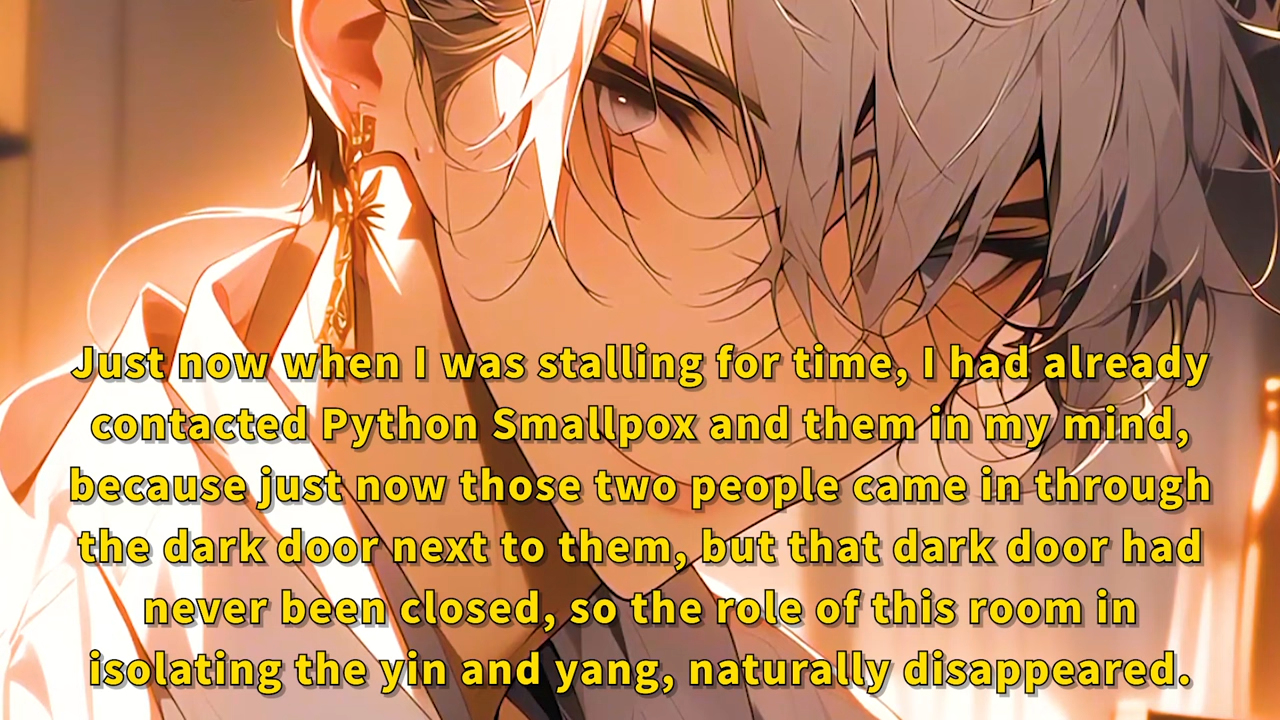 Just now when I was stalling for time, I had already
contacted Python Smallpox and them in my mind,
because just now those two people came in through
the dark door next to them, but that dark door had
never been closed, so the role of this room in
isolating the yin and yang, naturally disappeared.